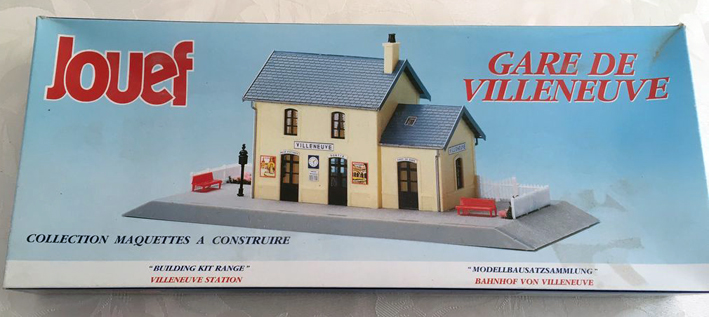 Jouef
GARE DE
VILLENEUVE
VILLENEUVE
COLLECTION MAQUETTES A CONSTRUIRE
"BUILDING KIT RANGE"
VILLENEUVE STATION
"MODELLBAUSATZSAMMLUNG"
BAHNHOF VON VILLENEUVE